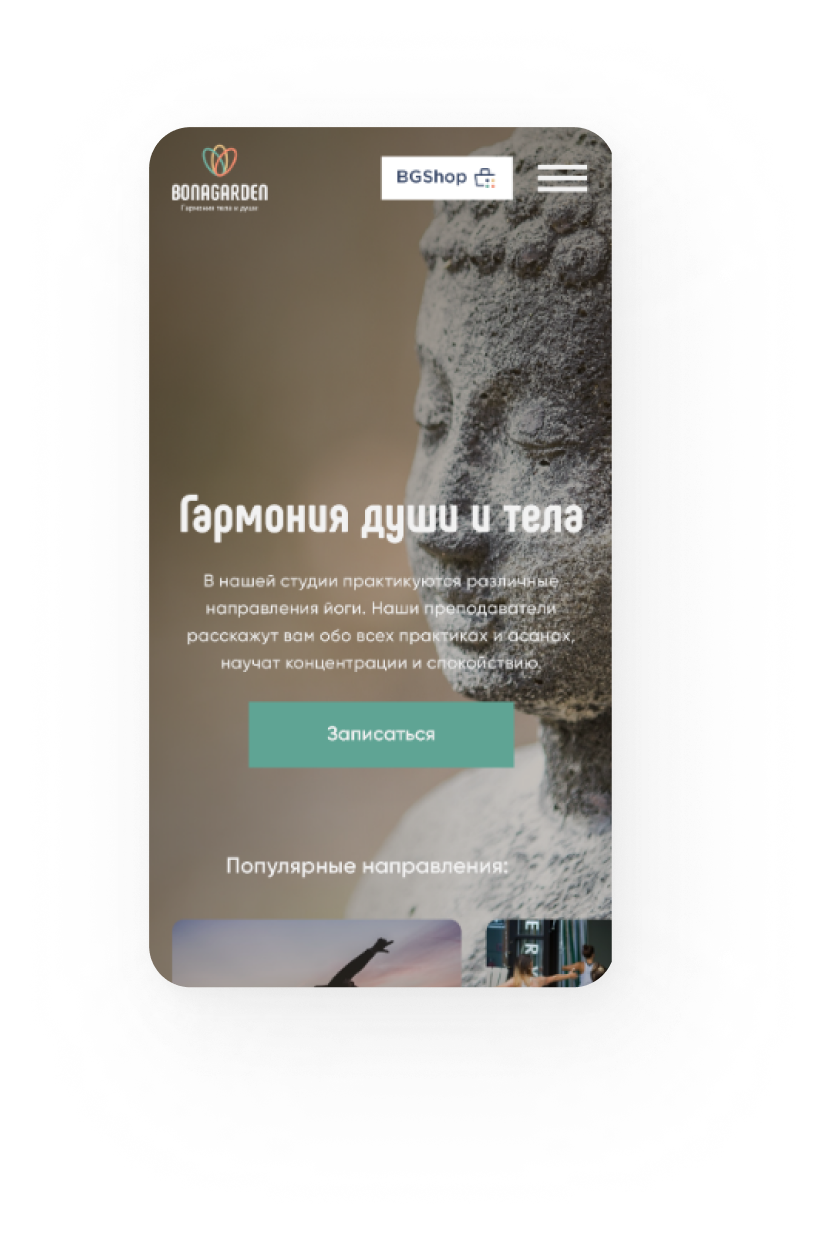 BONAGARDEN
Гармония тела и души
BGShop
Гармония души и тела
В нашей студии практикуются различные
направления йоги. Наши преподаватели
расскажут вам обо всех практиках и асанах,
научат концентрации и спокойствию.
Записаться
Популярные направления:
ERY